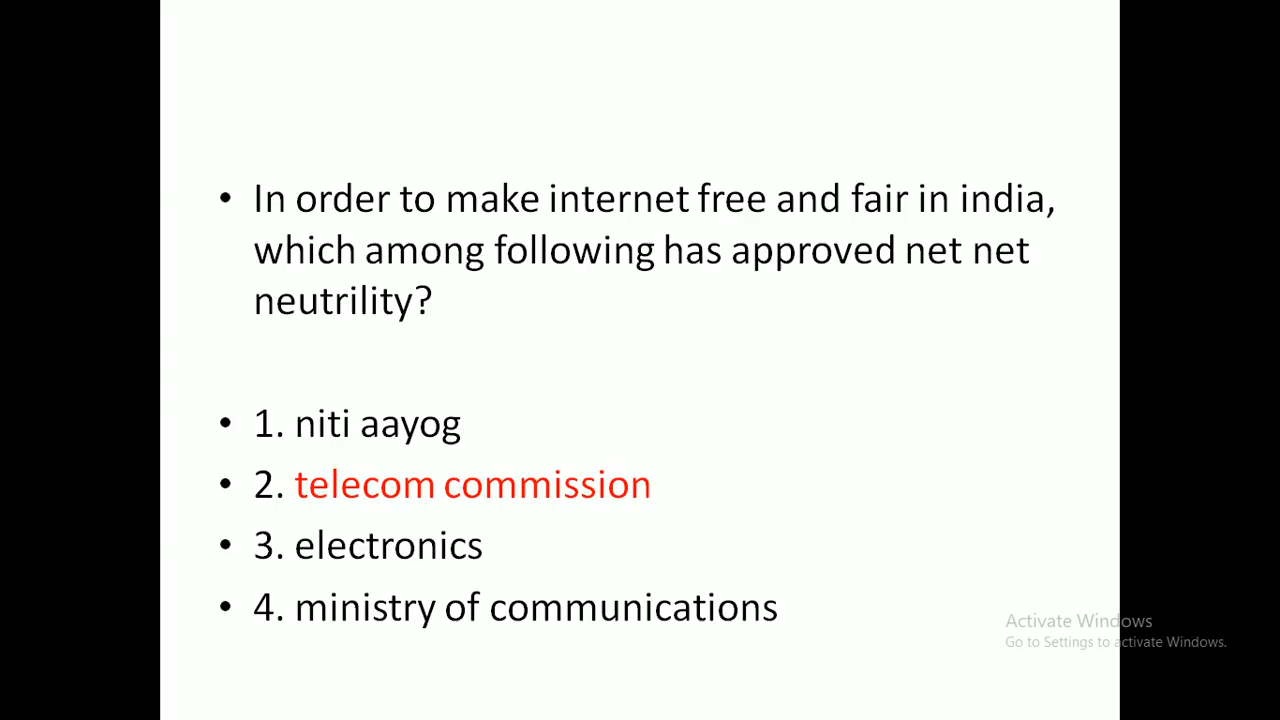 • In order to make internet free and fair in india,
which among following has approved net net
neutrility?
• 1. niti aayog
• 2. telecom commission
• 3. electronics
• 4. ministry of communications
Activate Windows
Go to Settings to activate Windows.